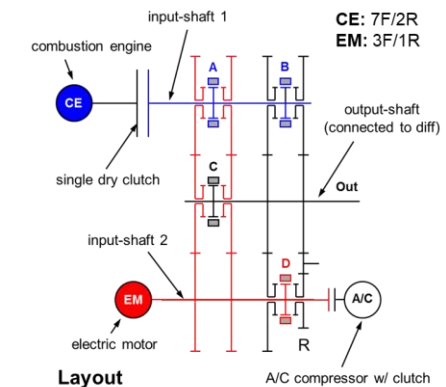 input-shaft 1
CE: 7F/2R
EM: 3F/1R
combustion engine
A
B
CE
output-shaft
(connected to diff)
single dry clutch
C
Out
input-shaft 2
D
EM
A/C
R
electric motor
Layout
A/C compressor w/ clutch